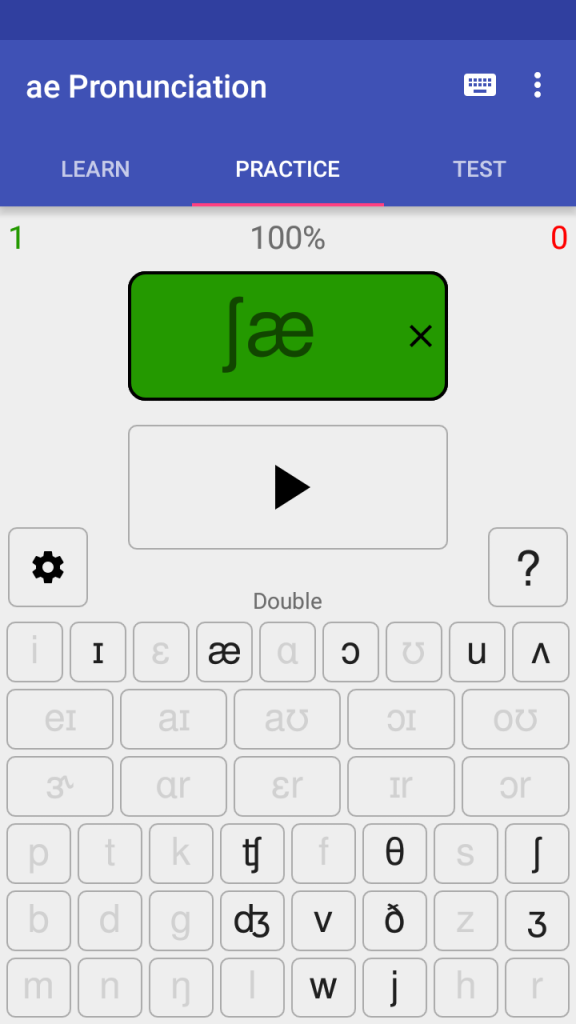 ae Pronunciation
LEARN PRACTICE TEST
1 100% 0
ʃæ ×
?
Double
i ɪ ɛ æ ɑ ɔ ʊ u ʌ
eɪ aɪ aʊ ɔɪ oʊ
ɝ ɑr ɛr ɪr ɔr
p t k ʧ f θ s ʃ
b d g ʤ v ð z ʒ
m n ŋ l w j h r